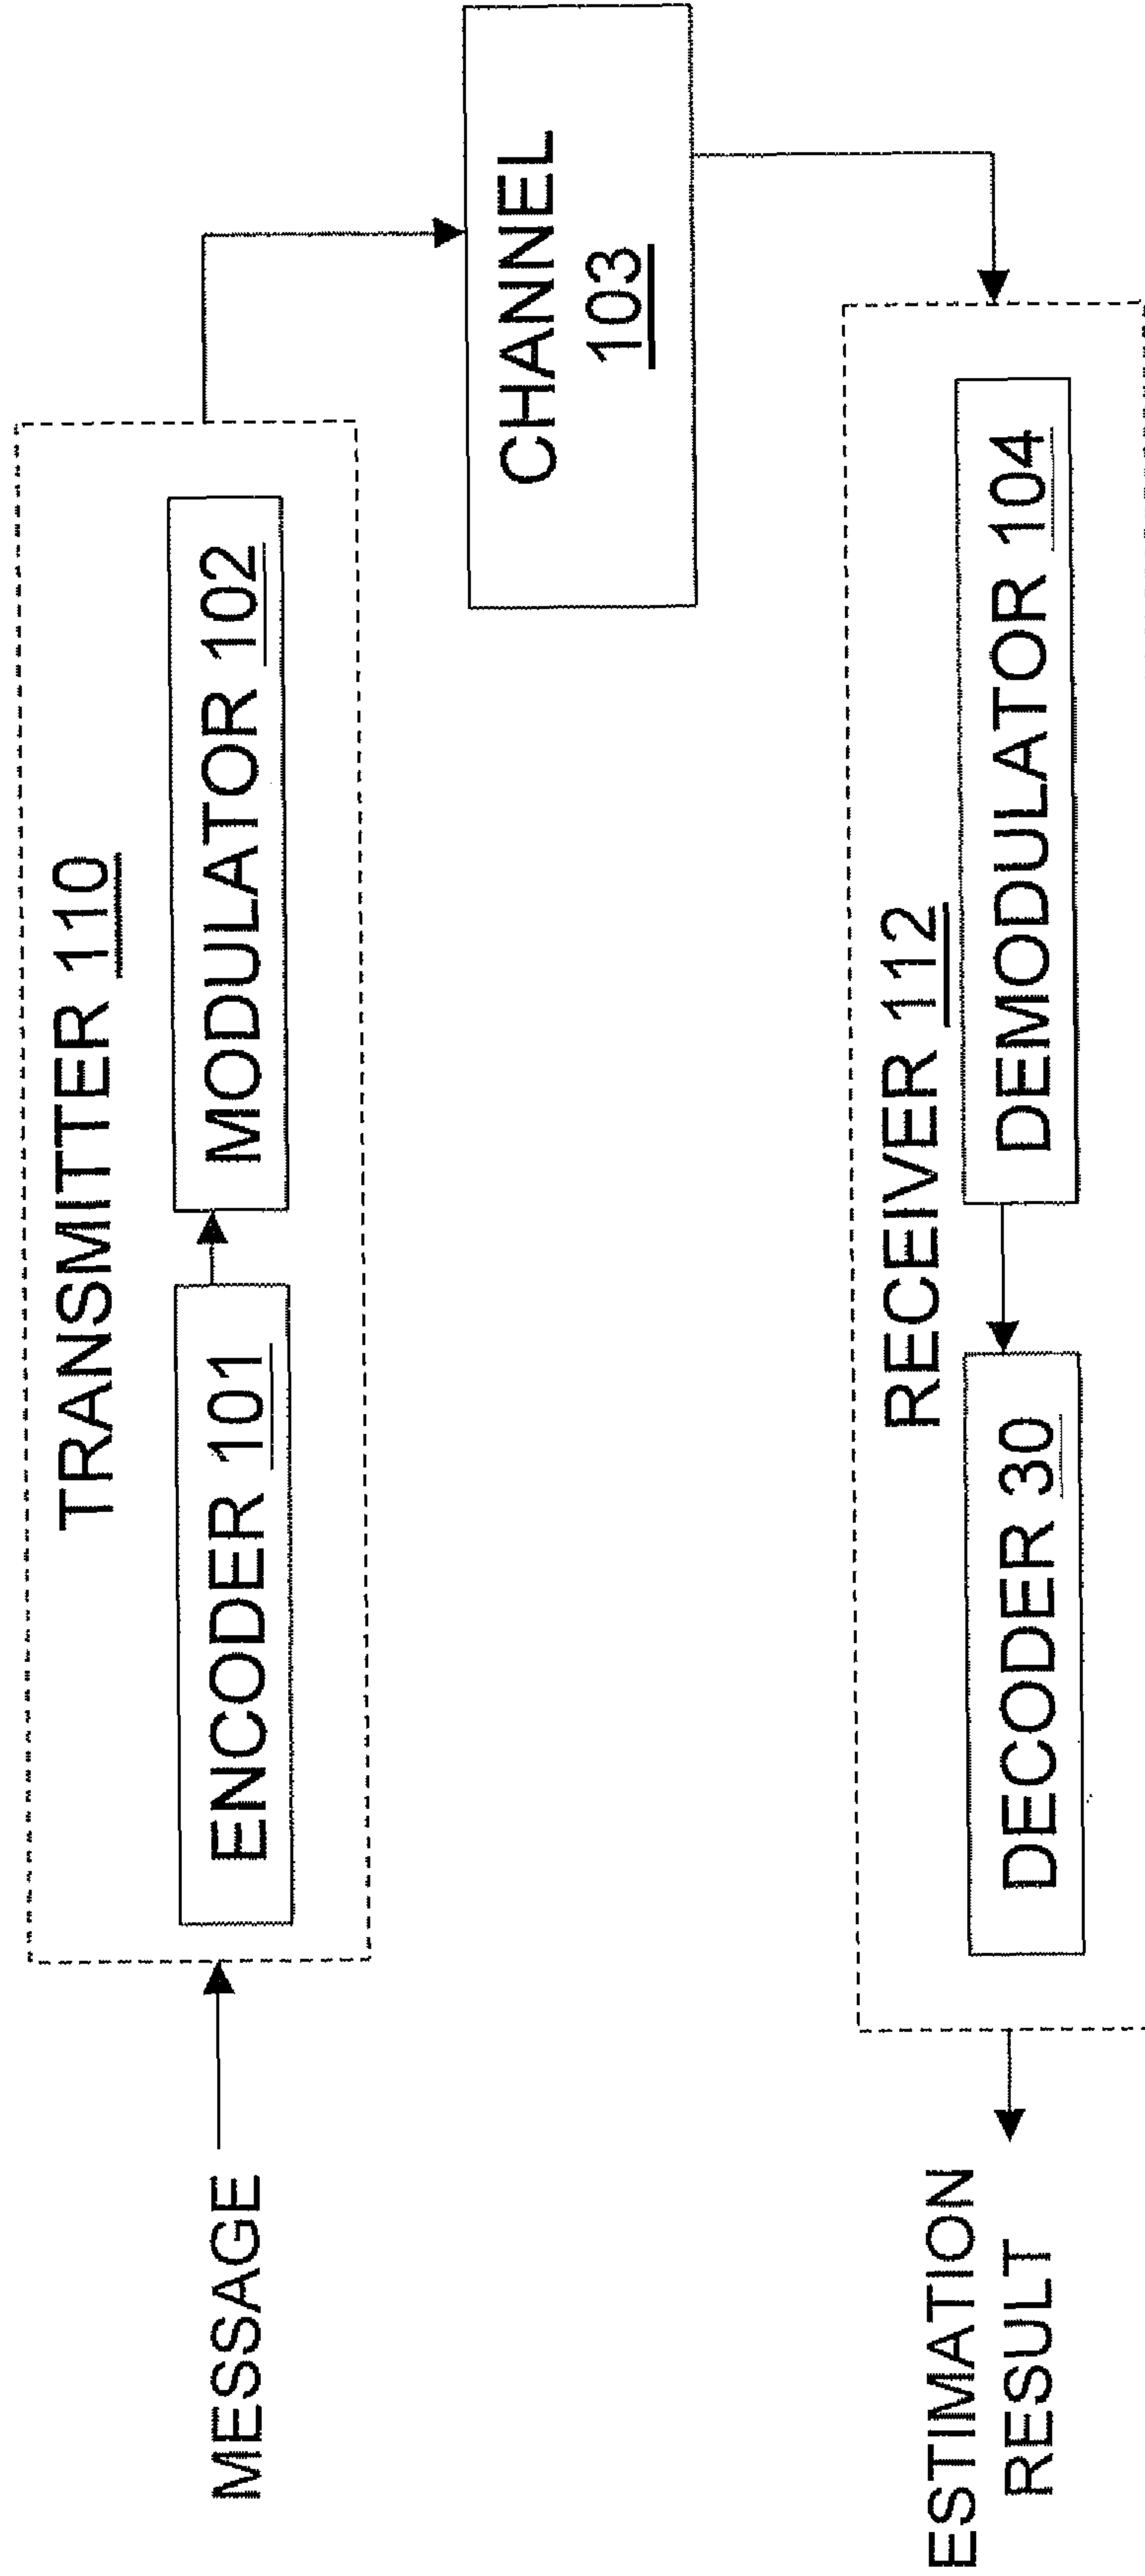 TRANSMITTER 110
MESSAGE
ENCODER 101
MODULATOR 102
CHANNEL
103
RECEIVER 112
ESTIMATION
RESULT
DECODER 30
DEMODULATOR 104